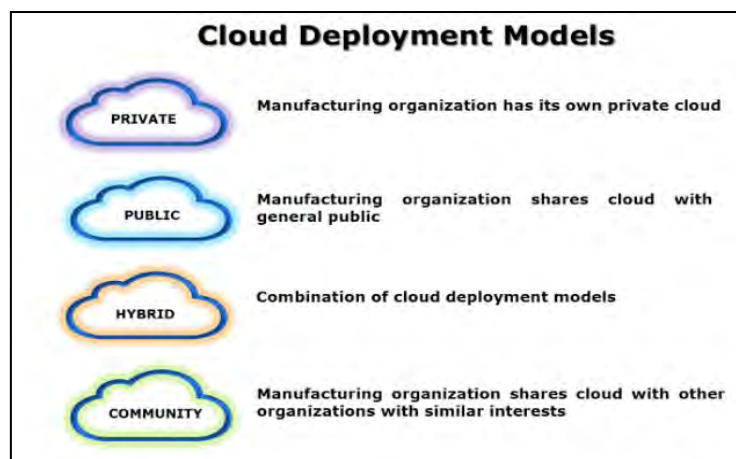 Cloud Deployment Models
PRIVATE
Manufacturing organization has its own private cloud
PUBLIC
Manufacturing organization shares cloud with
general public
HYBRID
Combination of cloud deployment models
COMMUNITY
Manufacturing organization shares cloud with other
organizations with similar interests